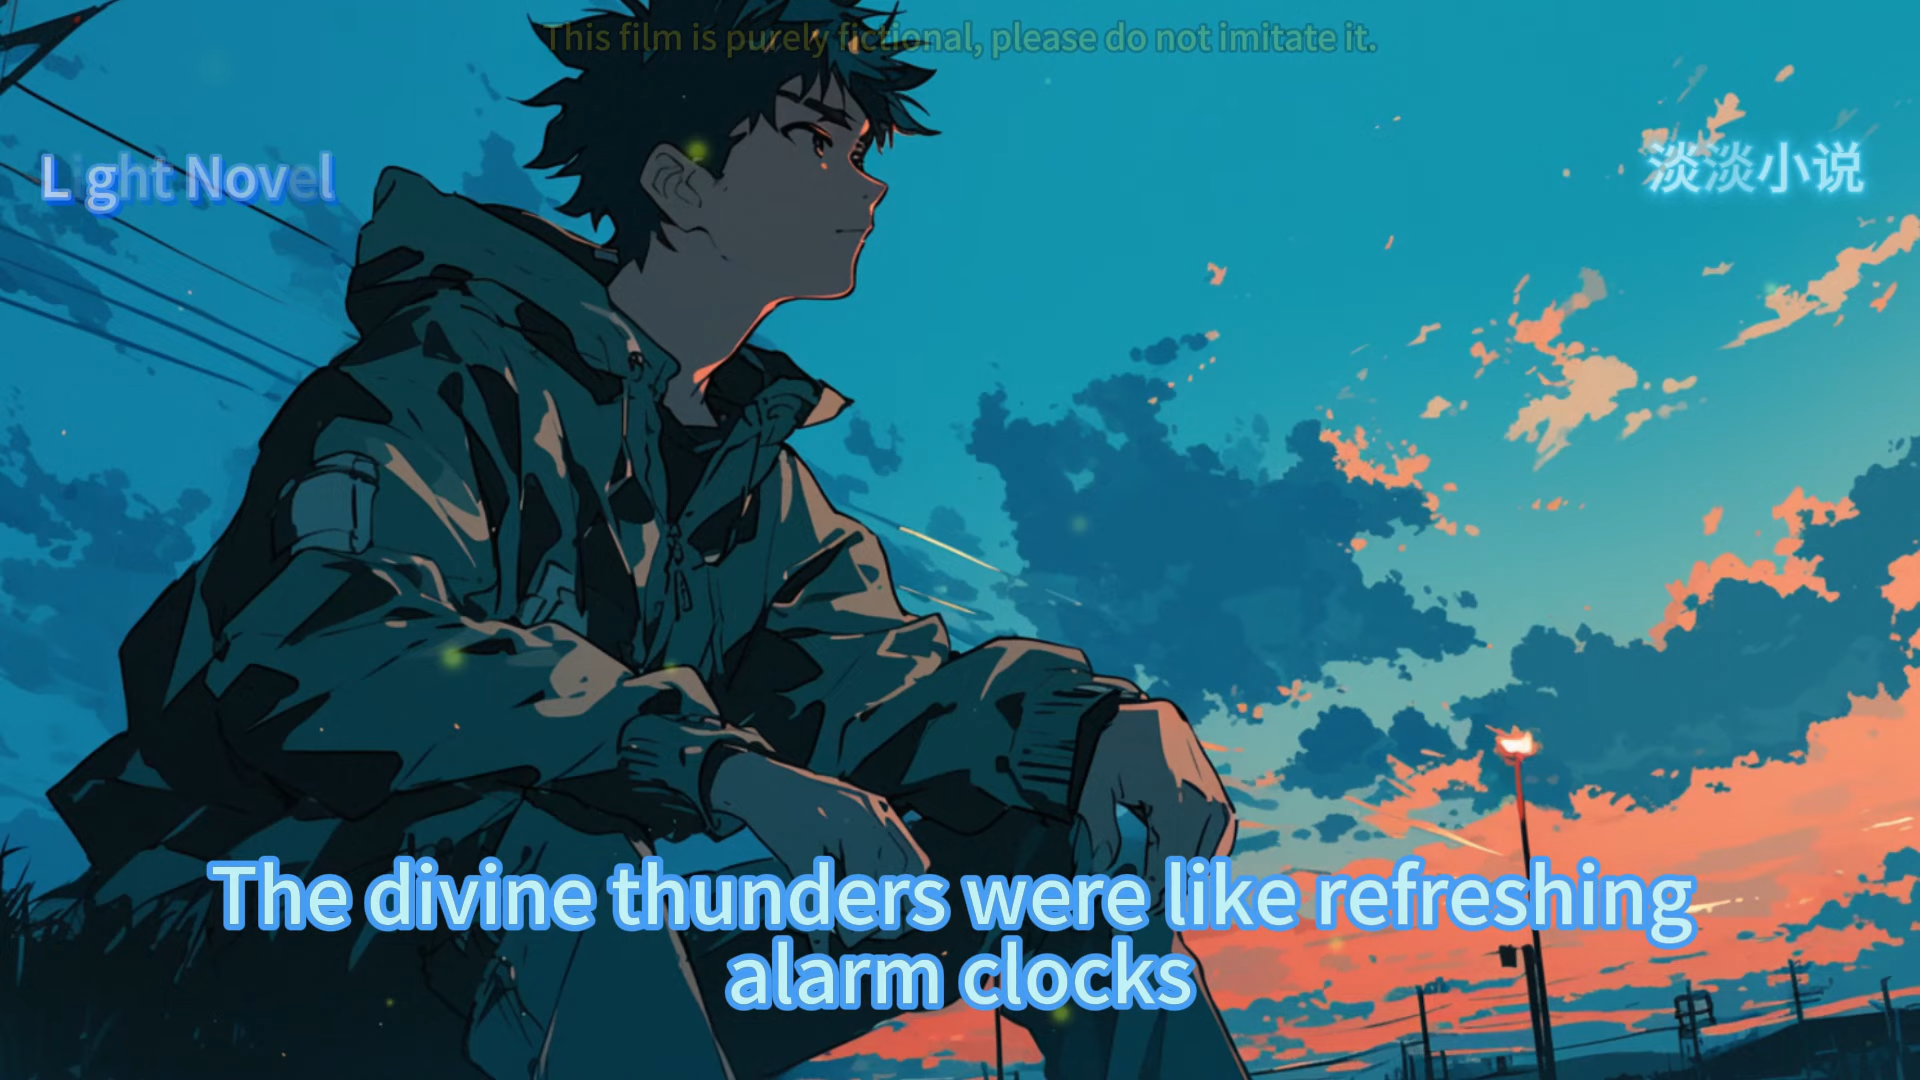 This film is purely fictional, please do not imitate it.
Light Novel
淡淡小说
The divine thunders were like refreshing
alarm clocks